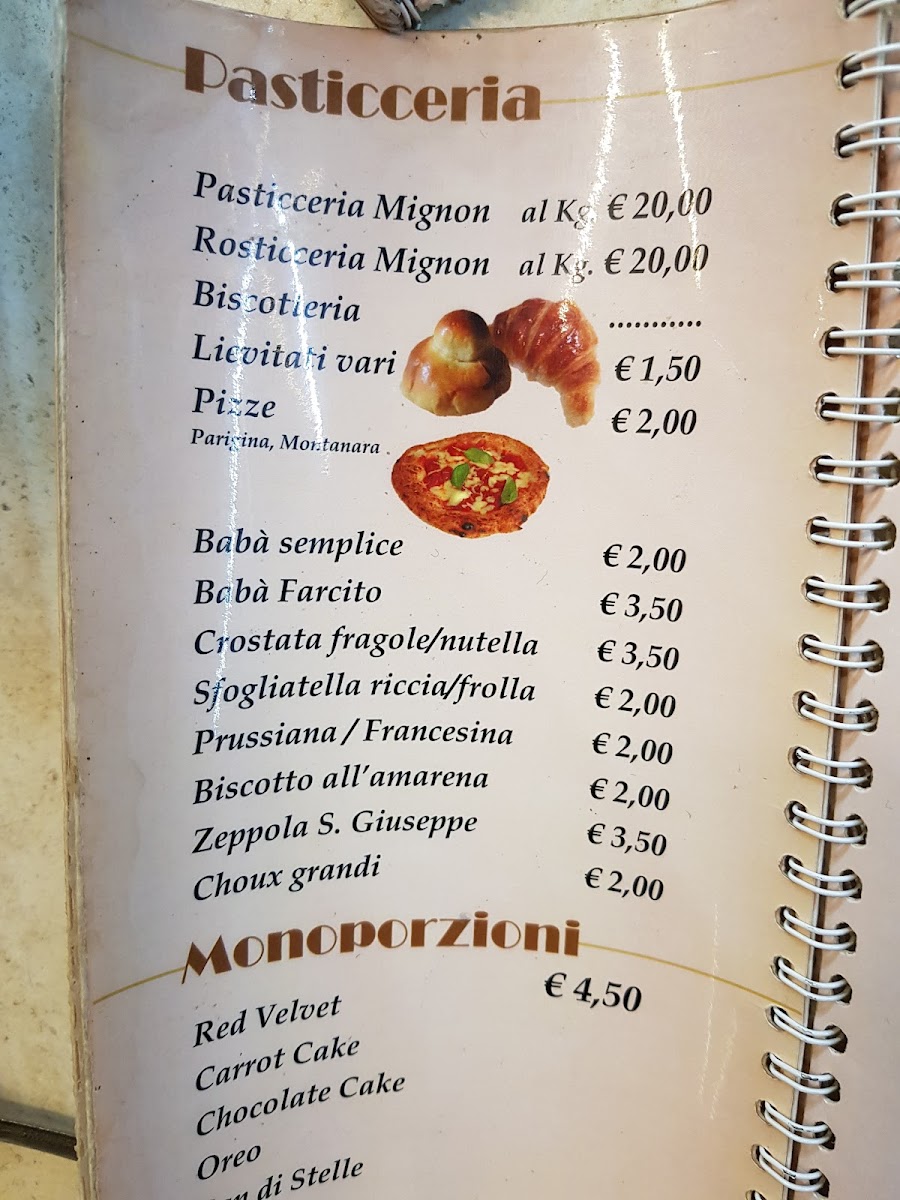 Pasticceria
Pasticceria Mignon al Kg. € 20,00
Rosticceria Mignon al Kg. € 20,00
Biscotteria ...........
Lievitati vari € 1,50
Pizze € 2,00
Parigina, Montanara
Babà semplice € 2,00
Babà Farcito € 3,50
Crostata fragole/nutella € 3,50
Sfogliatella riccia/frolla € 2,00
Prussiana / Francesina € 2,00
Biscotto all'amarena € 2,00
Zeppola S. Giuseppe € 3,50
Choux grandi € 2,00
Monoporzioni
€ 4,50
Red Velvet
Carrot Cake
Chocolate Cake
Oreo
di Stelle